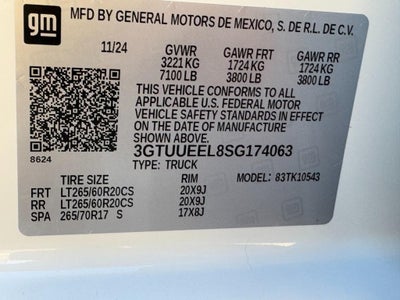 gm
MFD BY GENERAL MOTORS DE MEXICO, S. DE R.L. DE C.V.
11/24 GVWR GAWR FRT GAWR RR
3221 KG 1724 KG 1724 KG
7100 LB 3800 LB 3800 LB
THIS VEHICLE CONFORMS TO ALL
APPLICABLE U.S. FEDERAL MOTOR
VEHICLE SAFETY STANDARDS IN EFFECT
ON THE DATE OF MANUFACTURE
SHOWN ABOVE.
8624
3GTUUEEL8SG174063
TYPE: TRUCK
TIRE SIZE RIM MODEL: 83TK10543
FRT LT265/60R20CS 20X9J
RR LT265/60R20CS 20X9J
SPA 265/70R17 S 17X8J